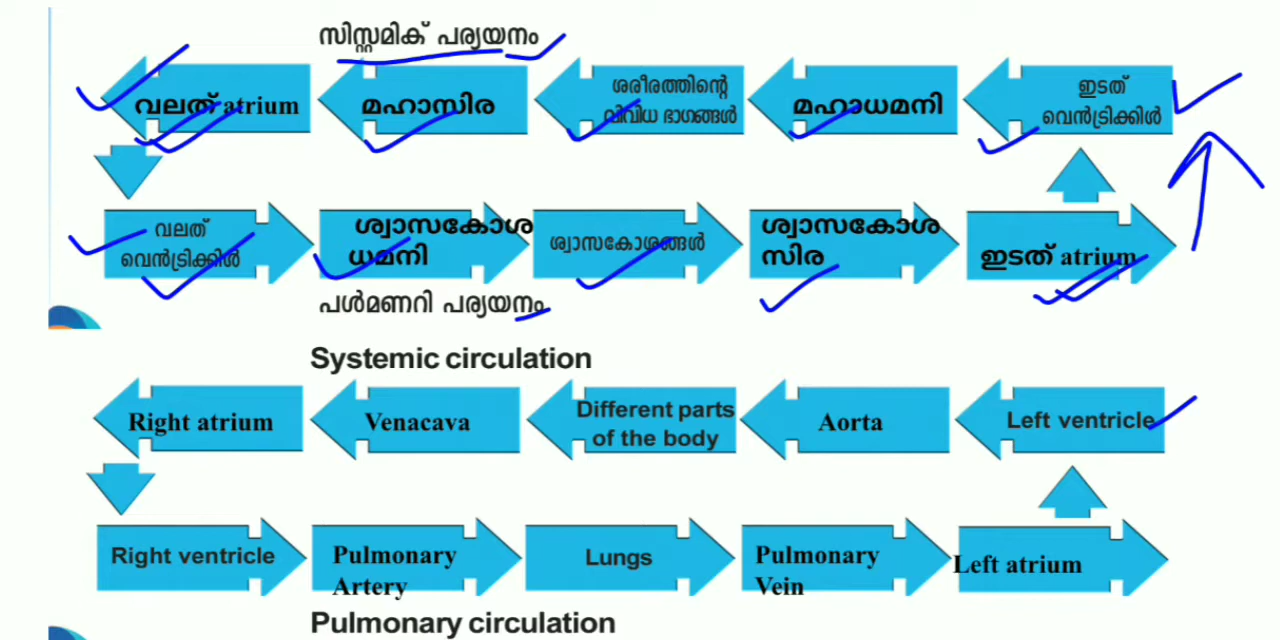 സിസ്റ്റമിക് പര്യയനം
വലത് atrium
മഹാസിര
ശരീരത്തിന്റെ
വിവിധ ഭാഗങ്ങൾ
മഹാധമനി
ഇടത്
വെൻട്രിക്കിൾ
വലത്
വെൻട്രിക്കിൾ
ശ്വാസകോശ
ധമനി
ശ്വാസകോശങ്ങൾ
ശ്വാസകോശ
സിര
ഇടത് atrium
പൾമണറി പര്യയനം
Systemic circulation
Right atrium
Venacava
Different parts
of the body
Aorta
Left ventricle
Right ventricle
Pulmonary
Artery
Lungs
Pulmonary
Vein
Left atrium
Pulmonary circulation